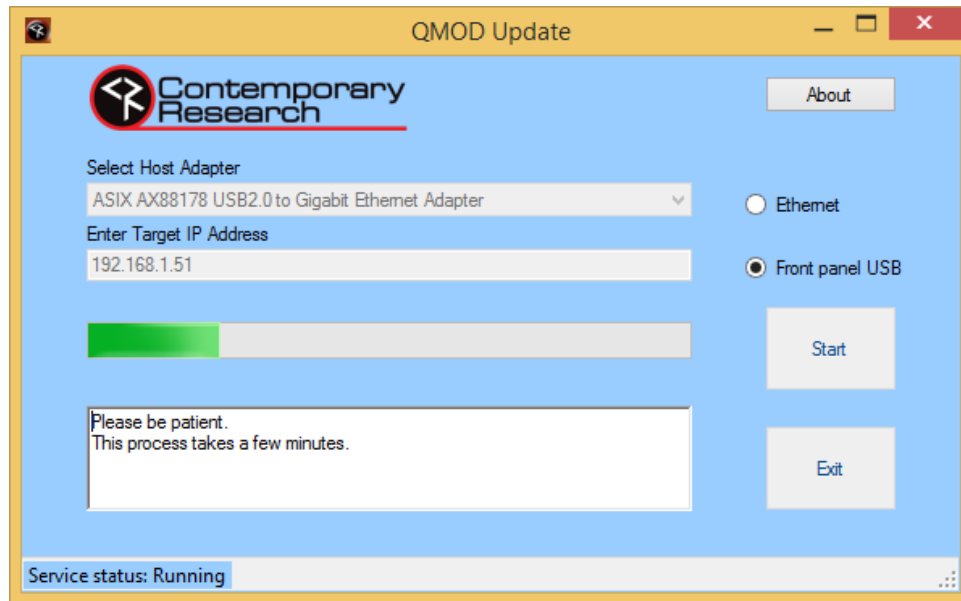 QMOD Update
Contemporary
Research
About
Select Host Adapter
ASIX AX88178 USB2.0 to Gigabit Ethernet Adapter
Ethernet
Enter Target IP Address
192.168.1.51
Front panel USB
Start
Please be patient.
This process takes a few minutes.
Exit
Service status: Running